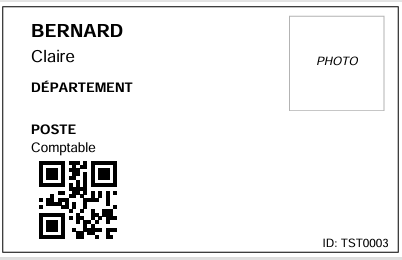 BERNARD
Claire
PHOTO
DÉPARTEMENT
POSTE
Comptable
ID: TST0003